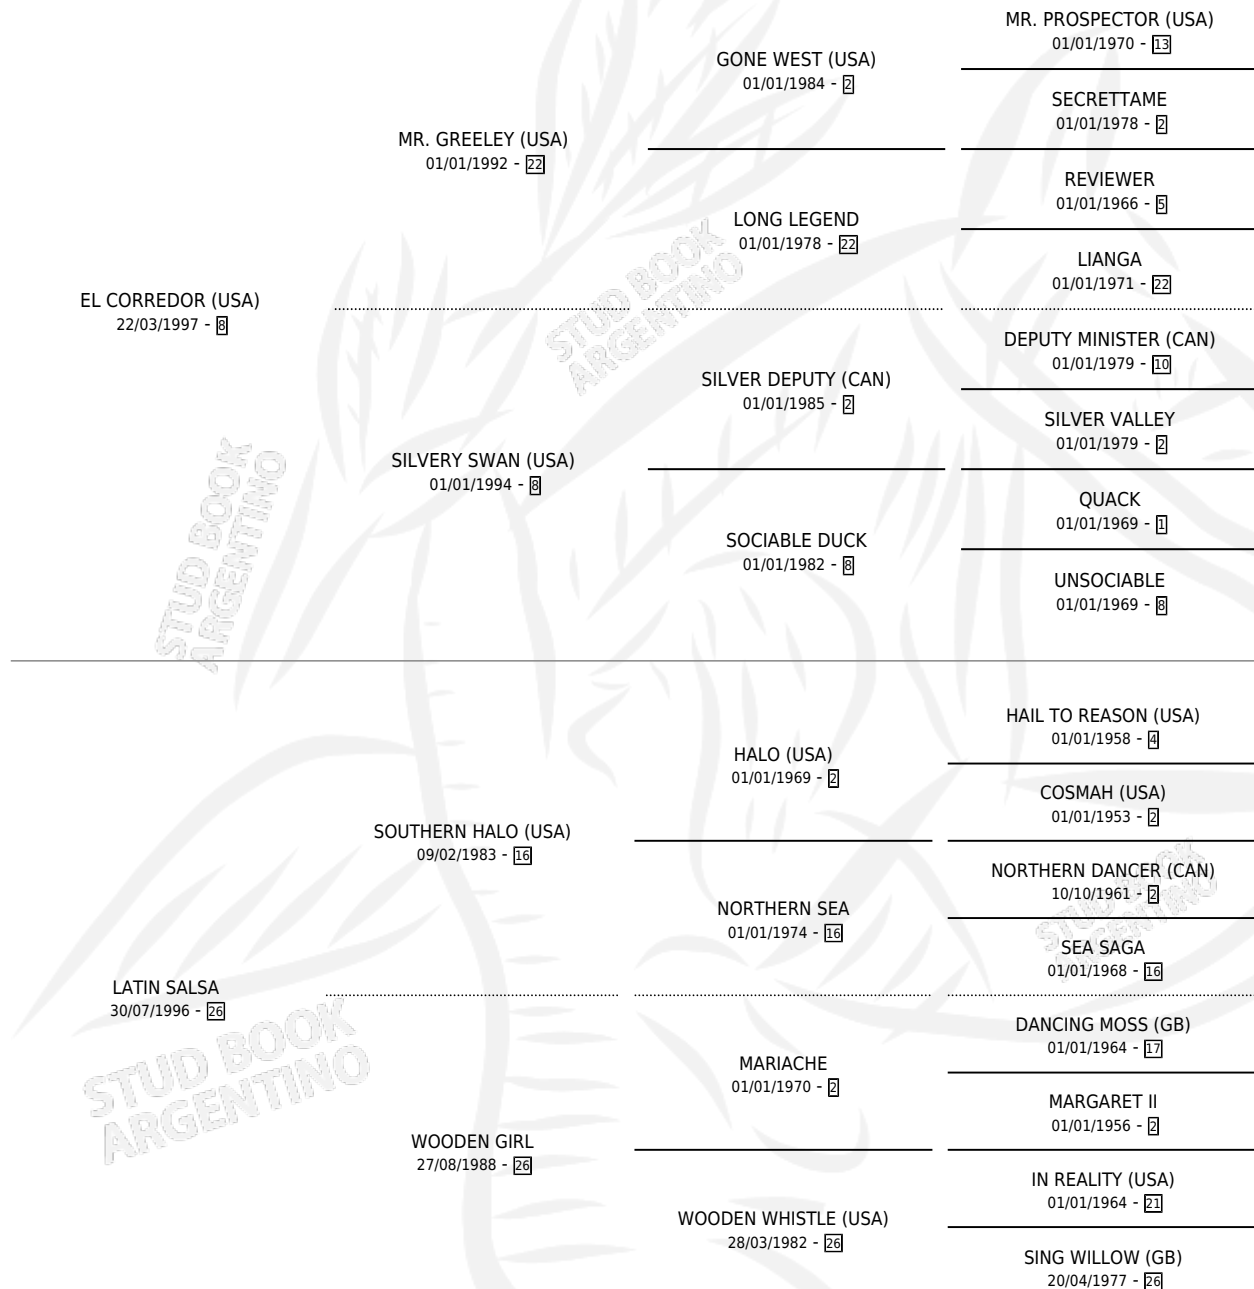 MR. PROSPECTOR (USA)
01/01/1970 - 13
GONE WEST (USA)
01/01/1984 - 2
SECRETTAME
01/01/1978 - 2
MR. GREELEY (USA)
01/01/1992 - 22
REVIEWER
01/01/1966 - 5
LONG LEGEND
01/01/1978 - 22
LIANGA
01/01/1971 - 22
EL CORREDOR (USA)
22/03/1997 - 8
DEPUTY MINISTER (CAN)
01/01/1979 - 10
SILVER DEPUTY (CAN)
01/01/1985 - 2
SILVER VALLEY
01/01/1979 - 2
SILVERY SWAN (USA)
01/01/1994 - 8
QUACK
01/01/1969 - 1
SOCIABLE DUCK
01/01/1982 - 8
UNSOCIABLE
01/01/1969 - 8
HAIL TO REASON (USA)
01/01/1958 - 4
HALO (USA)
01/01/1969 - 2
COSMAH (USA)
01/01/1953 - 2
SOUTHERN HALO (USA)
09/02/1983 - 16
NORTHERN DANCER (CAN)
10/10/1961 - 2
NORTHERN SEA
01/01/1974 - 16
SEA SAGA
01/01/1968 - 16
LATIN SALSA
30/07/1996 - 26
DANCING MOSS (GB)
01/01/1964 - 17
MARIACHE
01/01/1970 - 2
MARGARET II
01/01/1956 - 2
WOODEN GIRL
27/08/1988 - 26
IN REALITY (USA)
01/01/1964 - 21
WOODEN WHISTLE (USA)
28/03/1982 - 26
SING WILLOW (GB)
20/04/1977 - 26
STUD BOOK
ARGENTINO
STUD BOOK
ARGENTINO
STUD BOOK
ARGENTINO
STUD BOOK
ARGENTINO